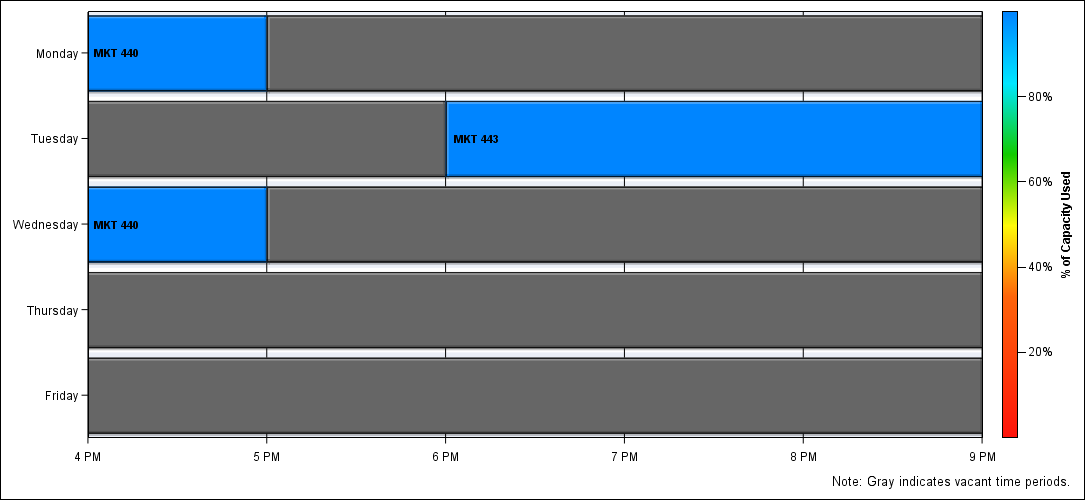 Monday
MKT 440
Tuesday
MKT 443
Wednesday
MKT 440
Thursday
Friday
4 PM
5 PM
6 PM
7 PM
8 PM
9 PM
80%
60%
40%
20%
% of Capacity Used
Note: Gray indicates vacant time periods.